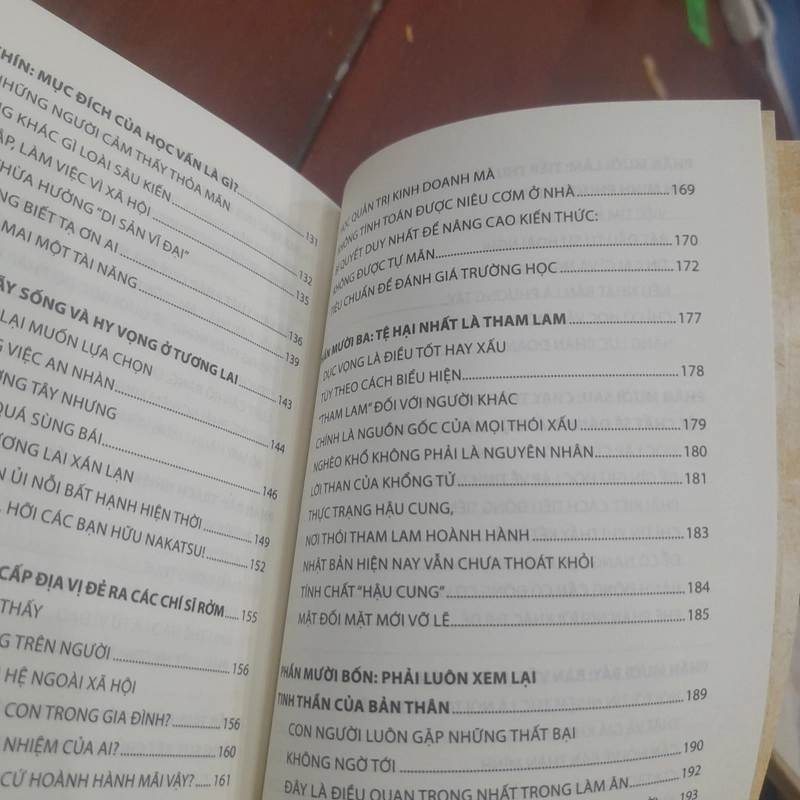 CHÍN: MỤC ĐÍCH CỦA HỌC VẤN LÀ GÌ?
NHỮNG NGƯỜI CẢM THẤY THỎA MÃN
KHÁC GÌ LOÀI SÂU KIẾN 131
LÀM VIỆC VÌ XÃ HỘI 132
THỪA HƯỞNG "DI SẢN VĨ ĐẠI" 135
BIẾT TẠ ƠN AI
MAI MỘT TÀI NĂNG 136
139
SỐNG VÀ HY VỌNG Ở TƯƠNG LAI 143
LẠI MUỐN LỰA CHỌN
VIỆC AN NHÀN 144
TÂY NHƯNG
QUÁ SÙNG BÁI 146
LAI XÁN LẠN
ỦI NỖI BẤT HẠNH HIỆN THỜI 149
HỠI CÁC BẠN HỮU NAKATSU! 152
CẤP ĐỊA VỊ ĐẺ RA CÁC CHÍ SĨ RỞM 155
THẤY
TRÊN NGƯỜI 156
HỆ NGOÀI XÃ HỘI
CON TRONG GIA ĐÌNH? 156
NHIỆM CỦA AI? 160
CỨ HOÀNH HÀNH MÃI VẬY? 161
QUẢN TRỊ KINH DOANH MÀ
KHÔNG TÍNH TOÁN ĐƯỢC NIÊU CƠM Ở NHÀ 169
QUYẾT DUY NHẤT ĐỂ NÂNG CAO KIẾN THỨC:
KHÔNG ĐƯỢC TỰ MÃN 170
TIÊU CHUẨN ĐỂ ĐÁNH GIÁ TRƯỜNG HỌC 172
PHẦN MƯỜI BA: TỆ HẠI NHẤT LÀ THAM LAM 177
DỤC VỌNG LÀ ĐIỀU TỐT HAY XẤU
TÙY THEO CÁCH BIỂU HIỆN 178
"THAM LAM" ĐỐI VỚI NGƯỜI KHÁC
CHÍNH LÀ NGUỒN GỐC CỦA MỌI THÓI XẤU 179
NGHÈO KHỔ KHÔNG PHẢI LÀ NGUYÊN NHÂN 180
LỜI THAN CỦA KHỔNG TỬ 181
THỰC TRẠNG HẬU CUNG,
NƠI THÓI THAM LAM HOÀNH HÀNH 183
NHẬT BẢN HIỆN NAY VẪN CHƯA THOÁT KHỎI
TÍNH CHẤT "HẬU CUNG" 184
MẶT ĐỐI MẶT MỚI VỠ LẼ 185
PHẦN MƯỜI BỐN: PHẢI LUÔN XEM LẠI
TINH THẦN CỦA BẢN THÂN 189
CON NGƯỜI LUÔN GẶP NHỮNG THẤT BẠI
KHÔNG NGỜ TỚI 190
ĐÂY LÀ ĐIỀU QUAN TRỌNG NHẤT TRONG LÀM ĂN 192
193